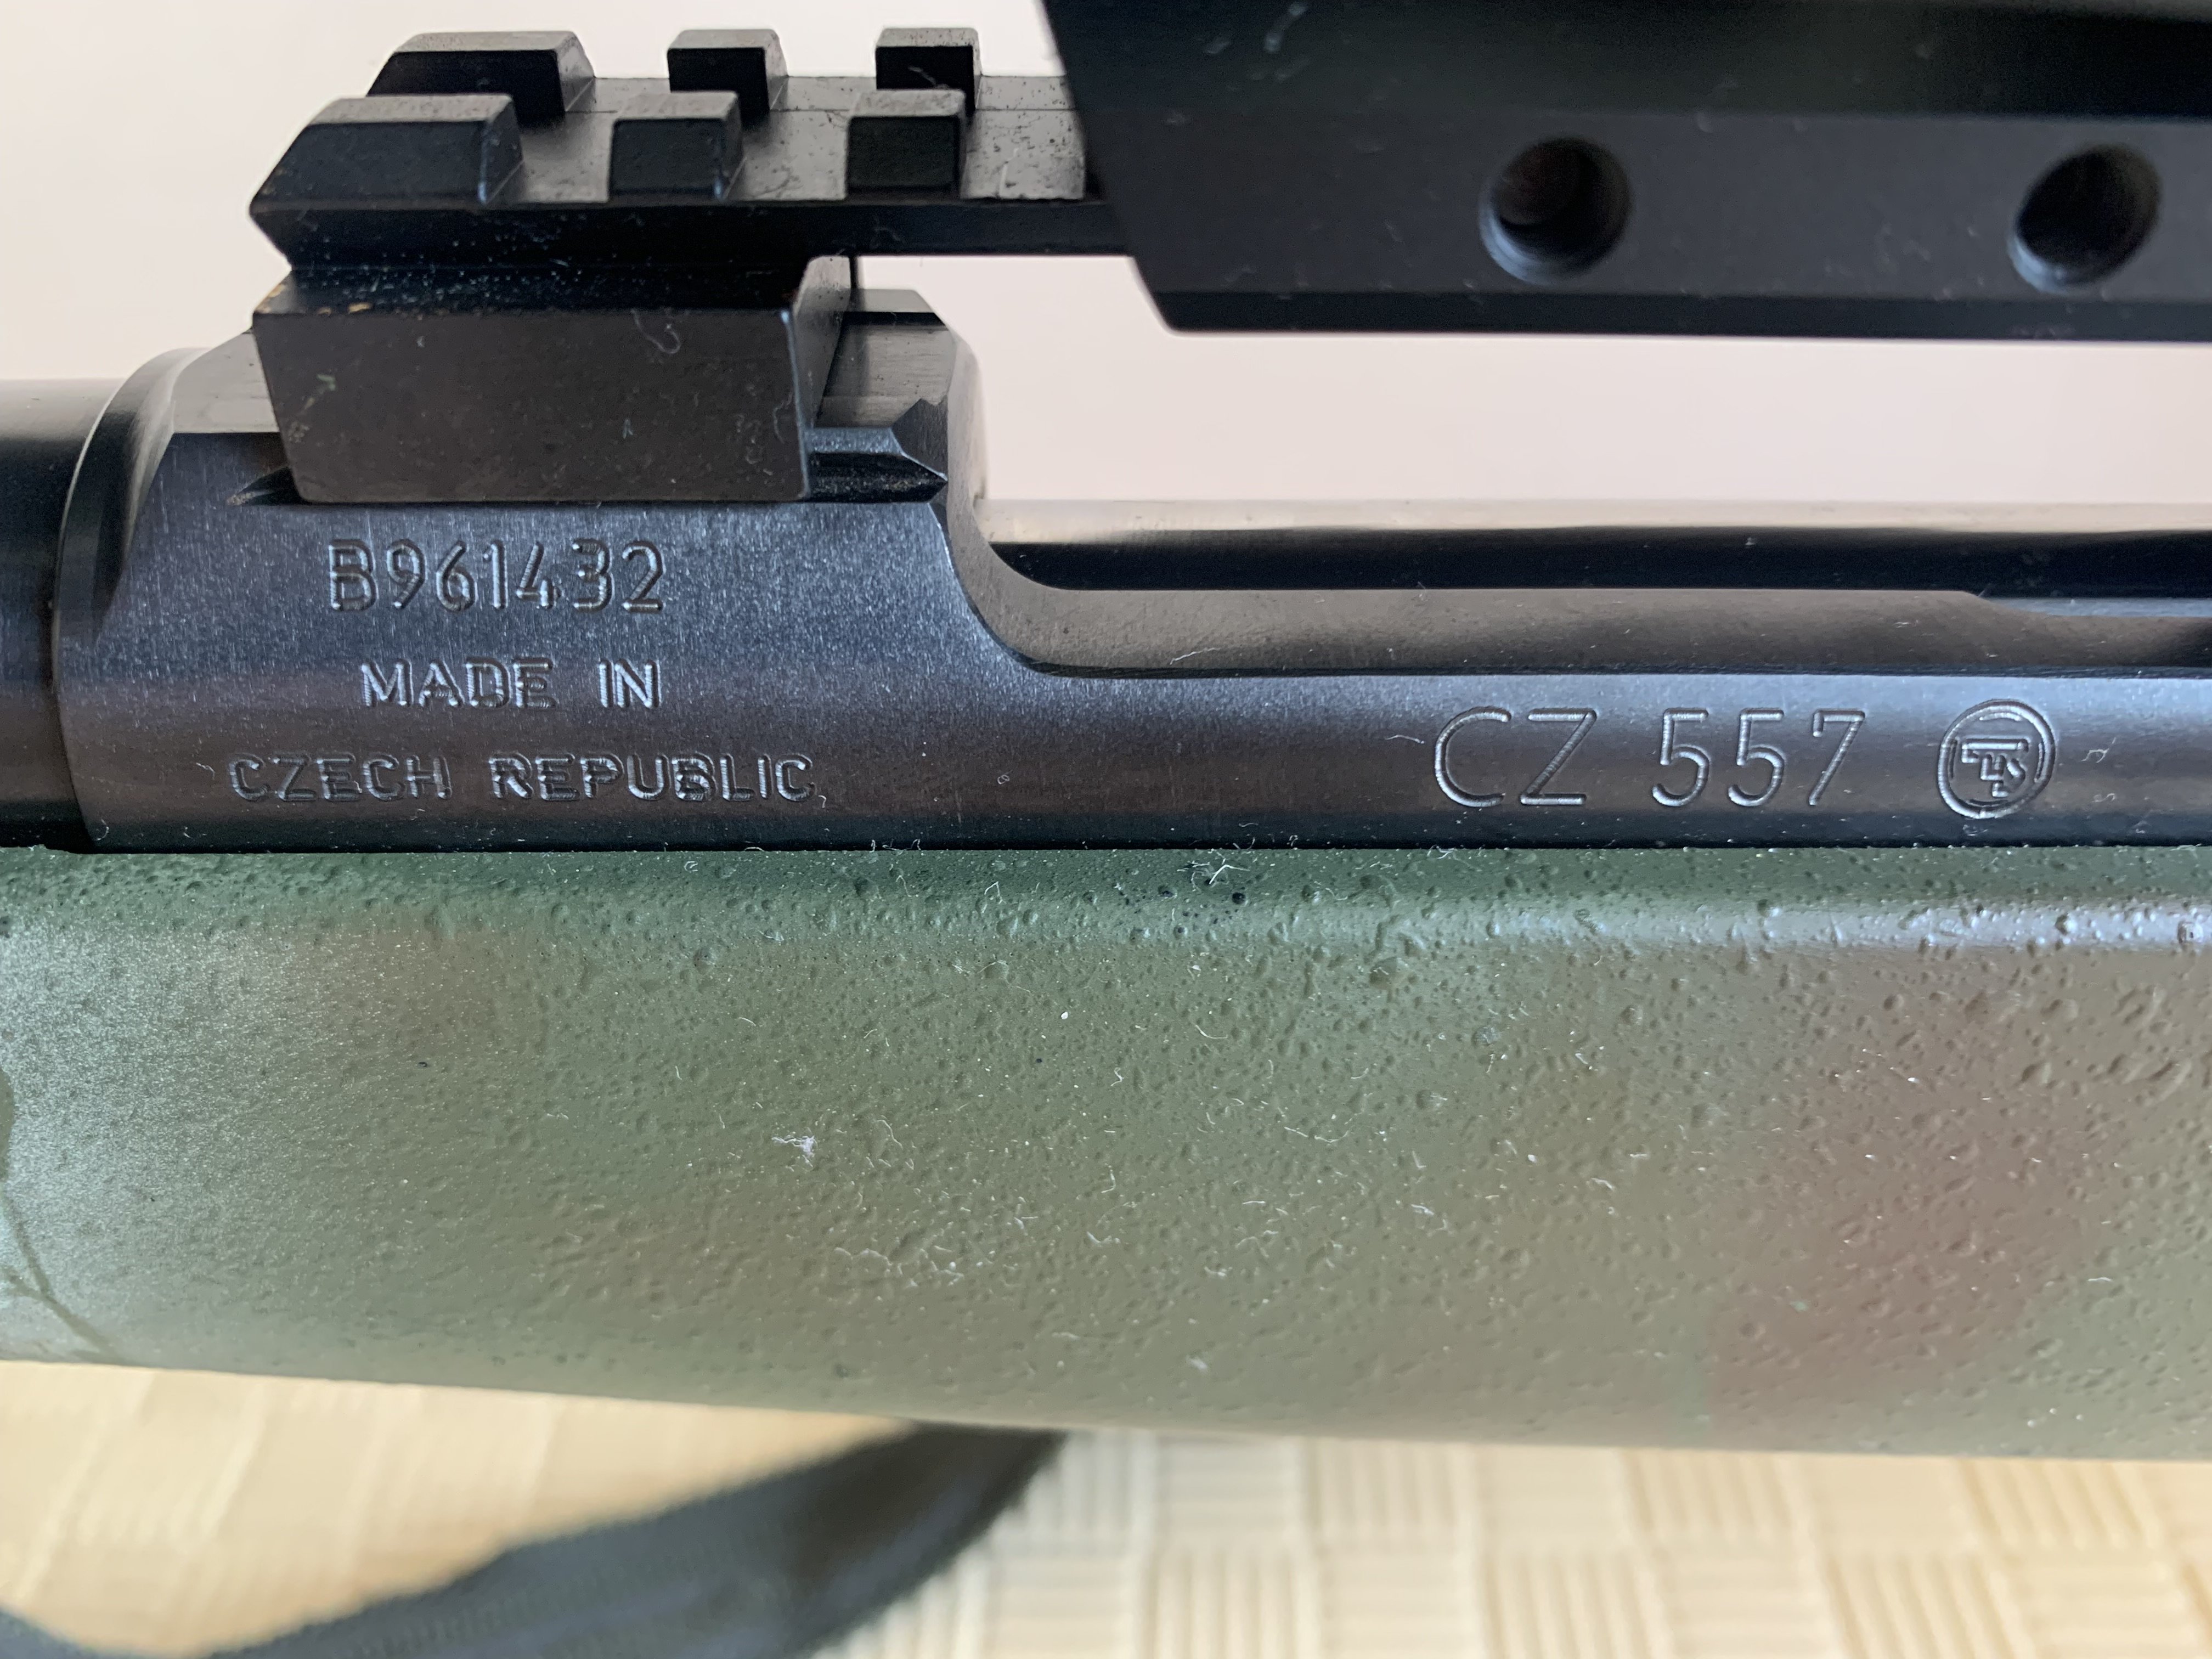 B961432
MADE IN
CZECH REPUBLIC
CZ 557